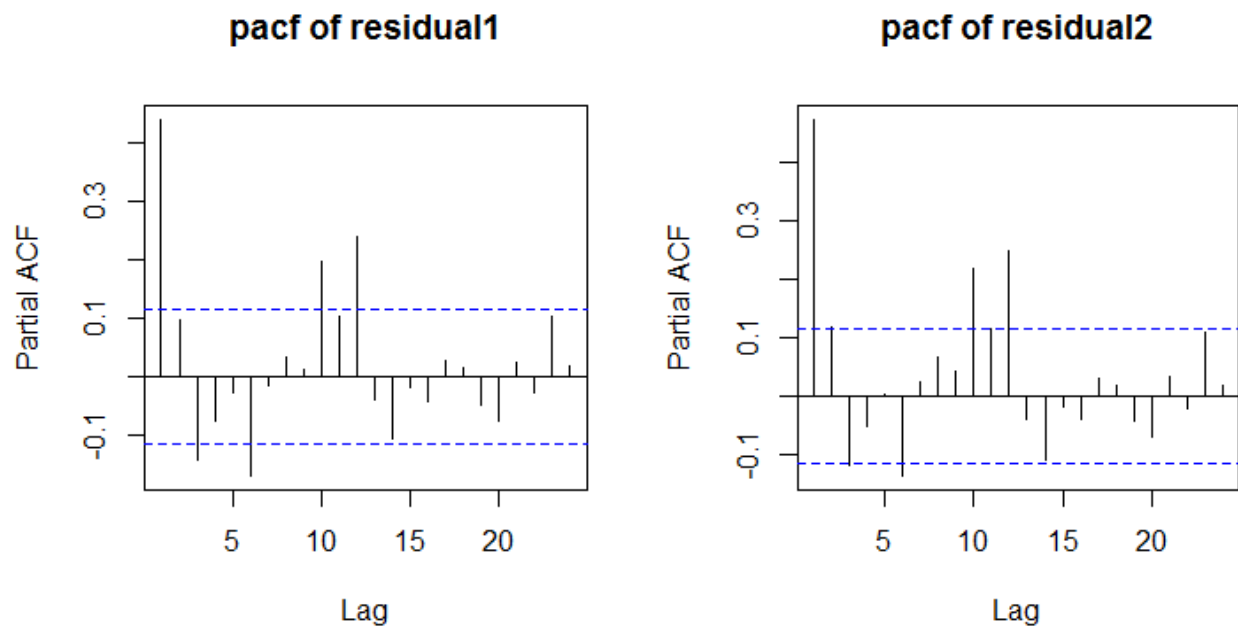 pacf of residual1
Partial ACF
0.3
0.1
-0.1
5 10 15 20
Lag
pacf of residual2
Partial ACF
0.3
0.1
-0.1
5 10 15 20
Lag